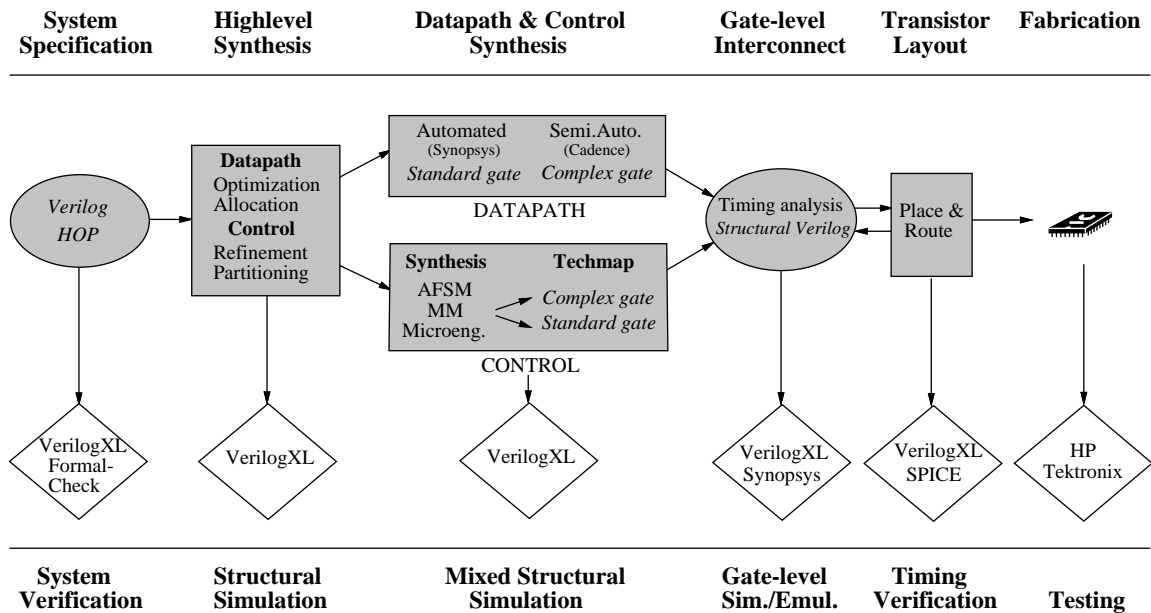 System
Specification
Highlevel
Synthesis
Datapath & Control
Synthesis
Gate-level
Interconnect
Transistor
Layout
Fabrication
Verilog
HOP
Datapath
Optimization
Allocation
Control
Refinement
Partitioning
Automated
(Synopsys)
Standard gate
Semi.Auto.
(Cadence)
Complex gate
DATAPATH
Synthesis
AFSM
MM
Microeng.
Techmap
Complex gate
Standard gate
CONTROL
Timing analysis
Structural Verilog
Place &
Route
VerilogXL
Formal-
Check
VerilogXL
VerilogXL
VerilogXL
Synopsys
VerilogXL
SPICE
HP
Tektronix
System
Verification
Structural
Simulation
Mixed Structural
Simulation
Gate-level
Sim./Emul.
Timing
Verification
Testing